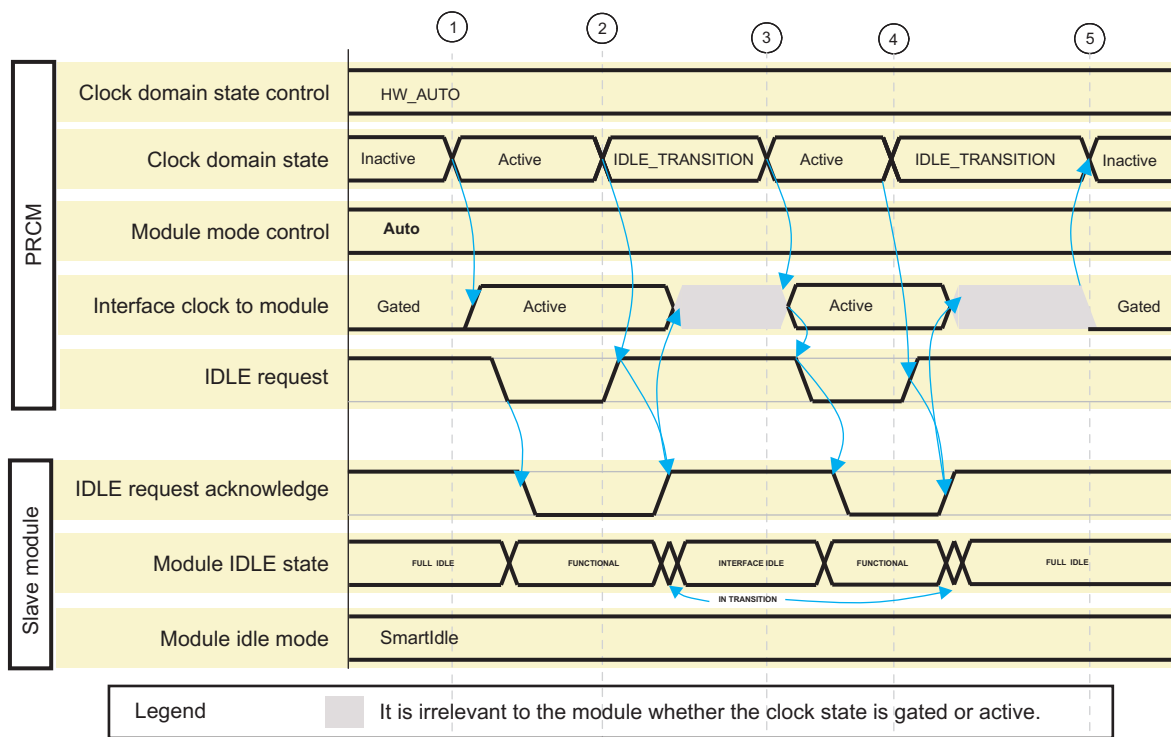 1 2 3 4 5
PRCM
Clock domain state control HW_AUTO
Clock domain state Inactive Active IDLE_TRANSITION Active IDLE_TRANSITION Inactive
Module mode control Auto
Interface clock to module Gated Active Active Gated
IDLE request
Slave module
IDLE request acknowledge
Module IDLE state FULL IDLE FUNCTIONAL INTERFACE IDLE FUNCTIONAL FULL IDLE
IN TRANSITION
Module idle mode SmartIdle
Legend It is irrelevant to the module whether the clock state is gated or active.